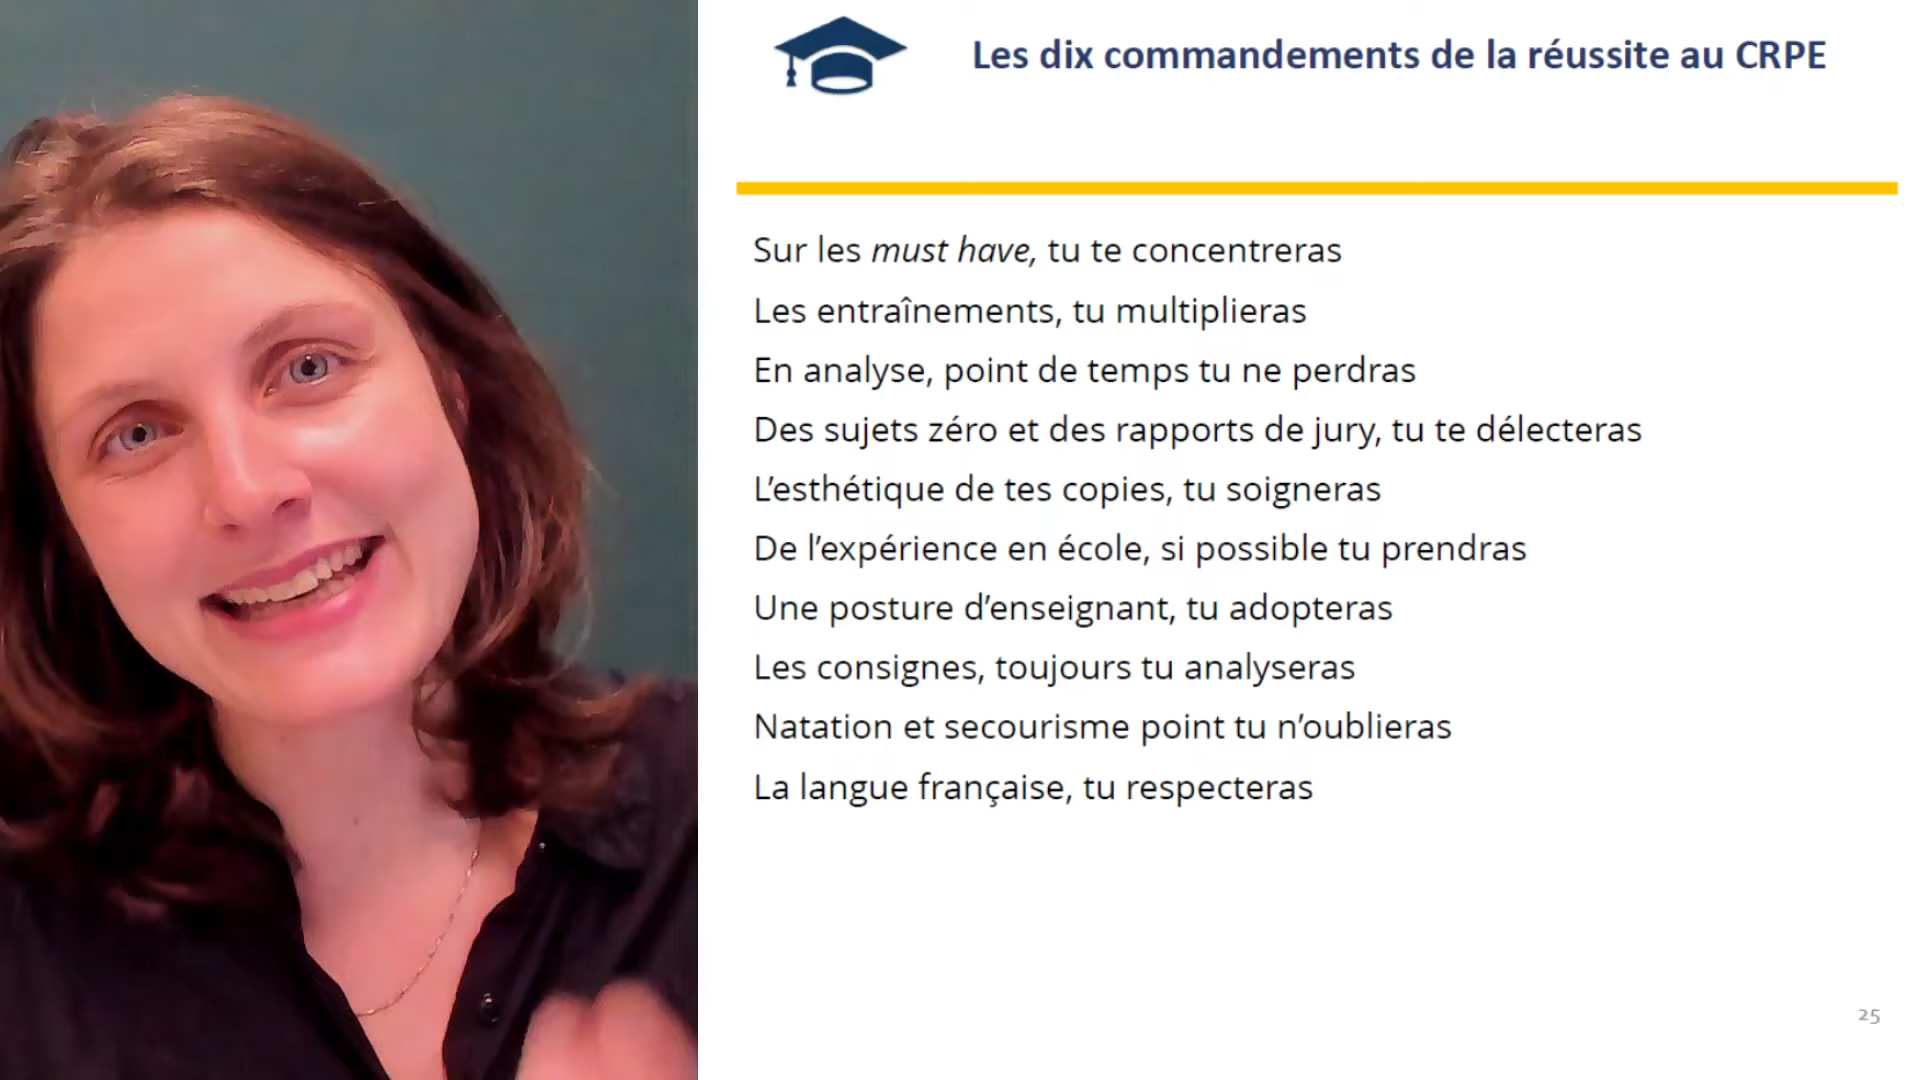 Les dix commandements de la réussite au CRPE
Sur les must have, tu te concentreras
Les entraînements, tu multiplieras
En analyse, point de temps tu ne perdras
Des sujets zéro et des rapports de jury, tu te délecteras
L’esthétique de tes copies, tu soigneras
De l’expérience en école, si possible tu prendras
Une posture d’enseignant, tu adopteras
Les consignes, toujours tu analyseras
Natation et secourisme point tu n’oublieras
La langue française, tu respecteras
25